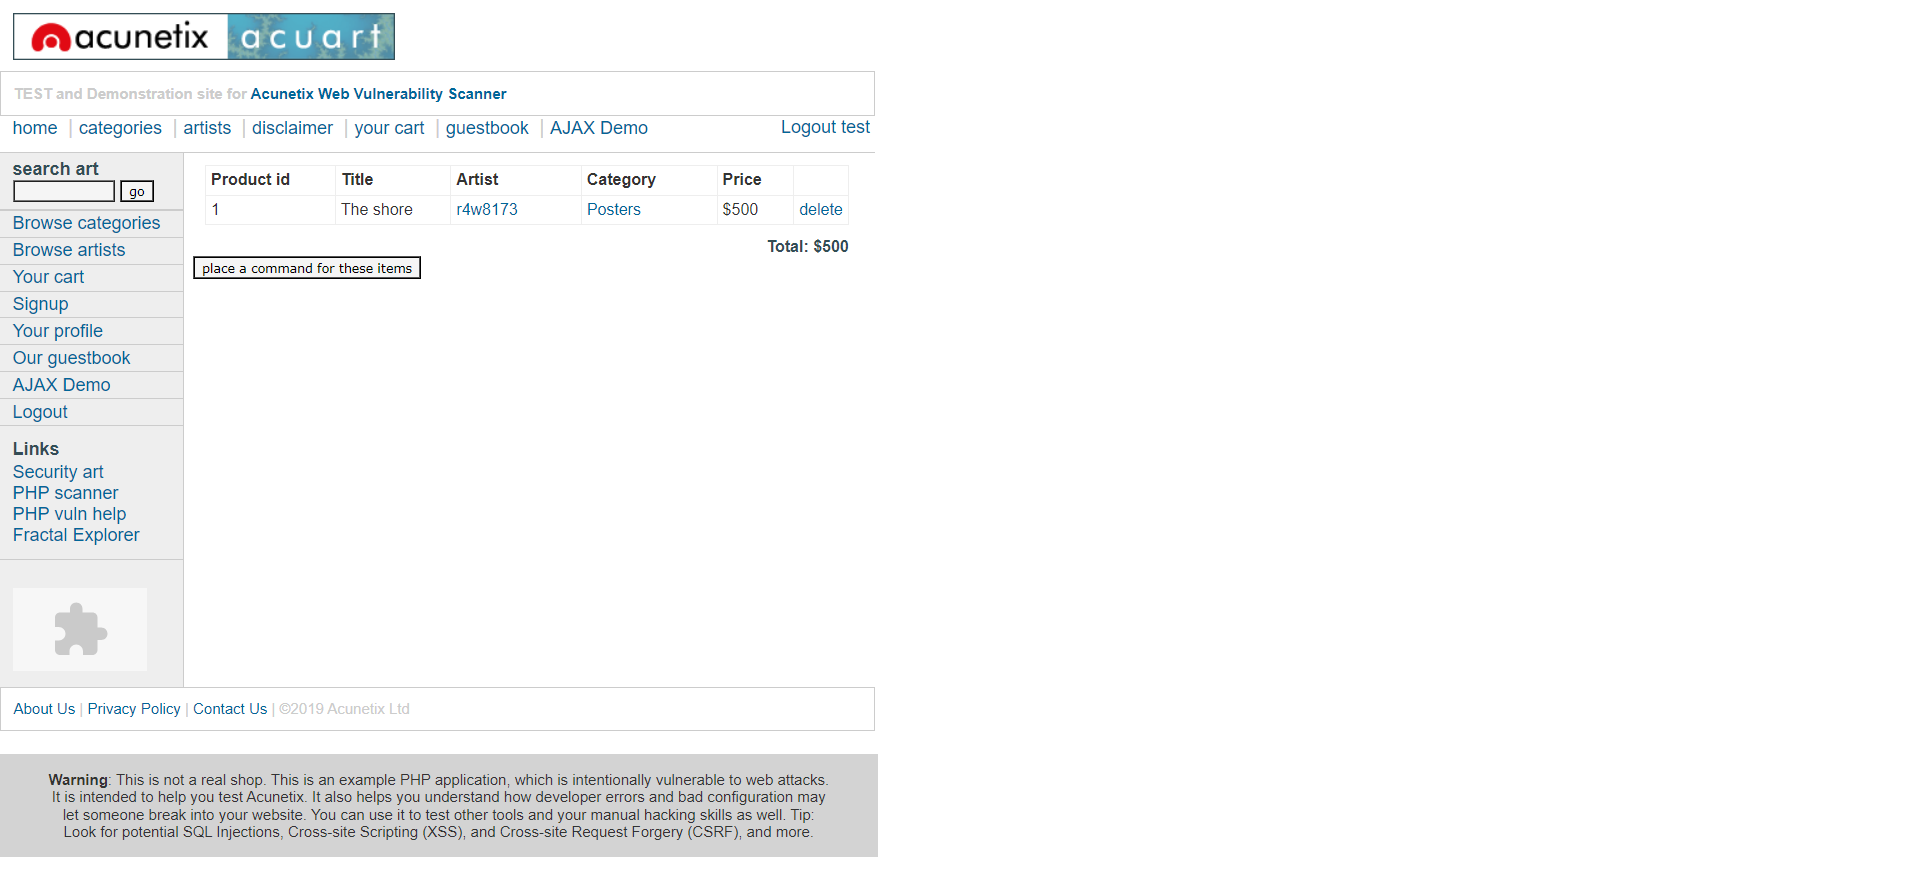 acunetix acuart
TEST and Demonstration site for Acunetix Web Vulnerability Scanner
home | categories | artists | disclaimer | your cart | guestbook | AJAX Demo Logout test
search art
go
Browse categories
Browse artists
Your cart
Signup
Your profile
Our guestbook
AJAX Demo
Logout
Links
Security art
PHP scanner
PHP vuln help
Fractal Explorer
Product id Title Artist Category Price
1 The shore r4w8173 Posters $500 delete
Total: $500
place a command for these items
About Us | Privacy Policy | Contact Us | ©2019 Acunetix Ltd
Warning: This is not a real shop. This is an example PHP application, which is intentionally vulnerable to web attacks.
It is intended to help you test Acunetix. It also helps you understand how developer errors and bad configuration may
let someone break into your website. You can use it to test other tools and your manual hacking skills as well. Tip:
Look for potential SQL Injections, Cross-site Scripting (XSS), and Cross-site Request Forgery (CSRF), and more.